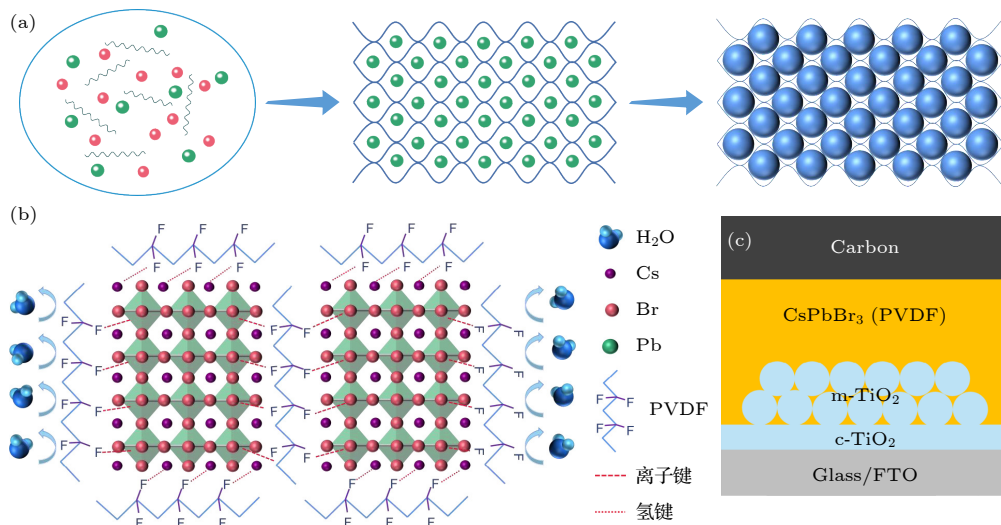 (a)
(b)
F F F
F F F
F F F
F F F
F F
F F
F F
F F
F F
F F
F F
F F
F F F
F F F
F F F
F F F
H₂O
Cs
Br
Pb
F F
F F
PVDF
离子键
氢键
(c)
Carbon
CsPbBr₃ (PVDF)
m-TiO₂
c-TiO₂
Glass/FTO